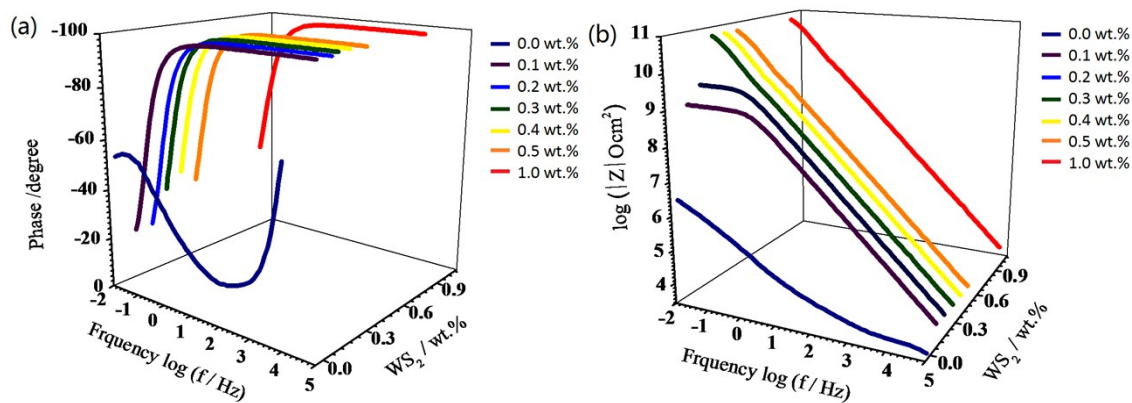 (a)
-100
-80
-60
-40
-20
0
Phase /degree
-2
-1
0
1
2
3
4
5
Frquency log (f / Hz)
0.0
0.3
0.6
0.9
WS₂ / wt.%
0.0 wt.%
0.1 wt.%
0.2 wt.%
0.3 wt.%
0.4 wt.%
0.5 wt.%
1.0 wt.%
(b)
11
10
9
8
7
6
5
4
log (|Z| Ocm²)
-2
-1
0
1
2
3
4
5
Frquency log (f / Hz)
0.0
0.3
0.6
0.9
WS₂ / wt.%
0.0 wt.%
0.1 wt.%
0.2 wt.%
0.3 wt.%
0.4 wt.%
0.5 wt.%
1.0 wt.%